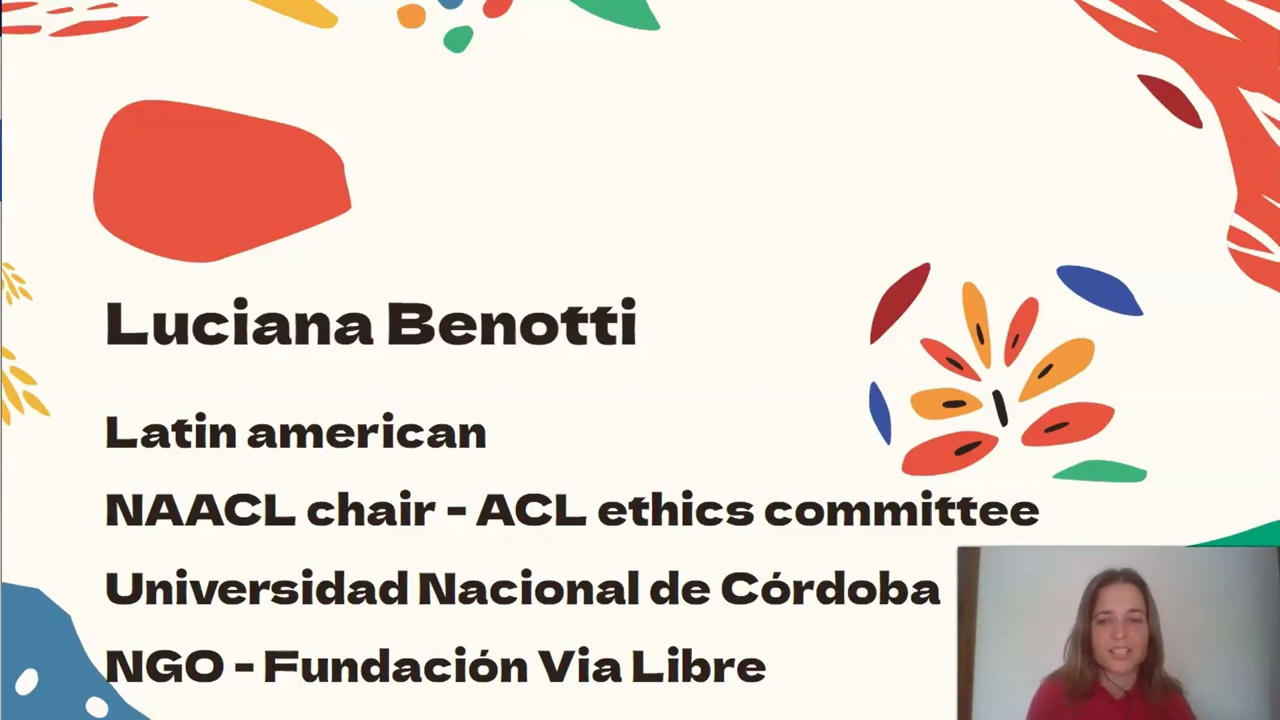 Luciana Benotti
Latin american
NAACL chair - ACL ethics committee
Universidad Nacional de Córdoba
NGO - Fundación Via Libre